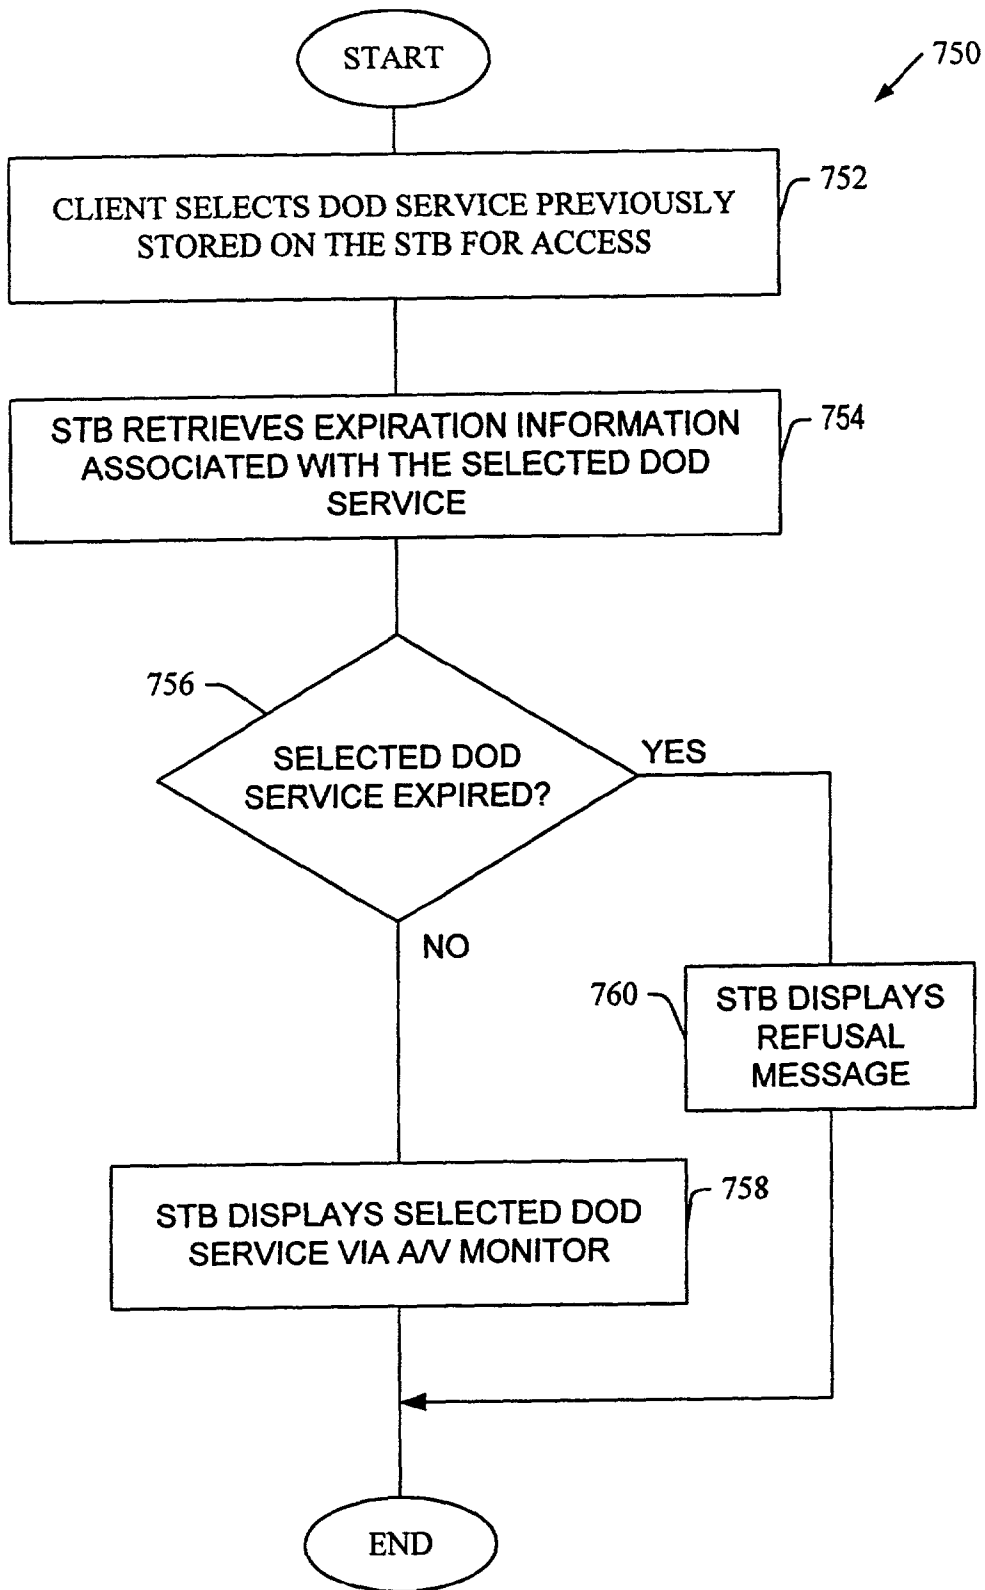 START
750
CLIENT SELECTS DOD SERVICE PREVIOUSLY
STORED ON THE STB FOR ACCESS
752
STB RETRIEVES EXPIRATION INFORMATION
ASSOCIATED WITH THE SELECTED DOD
SERVICE
754
756
SELECTED DOD
SERVICE EXPIRED?
YES
NO
760
STB DISPLAYS
REFUSAL
MESSAGE
STB DISPLAYS SELECTED DOD
SERVICE VIA A/V MONITOR
758
END